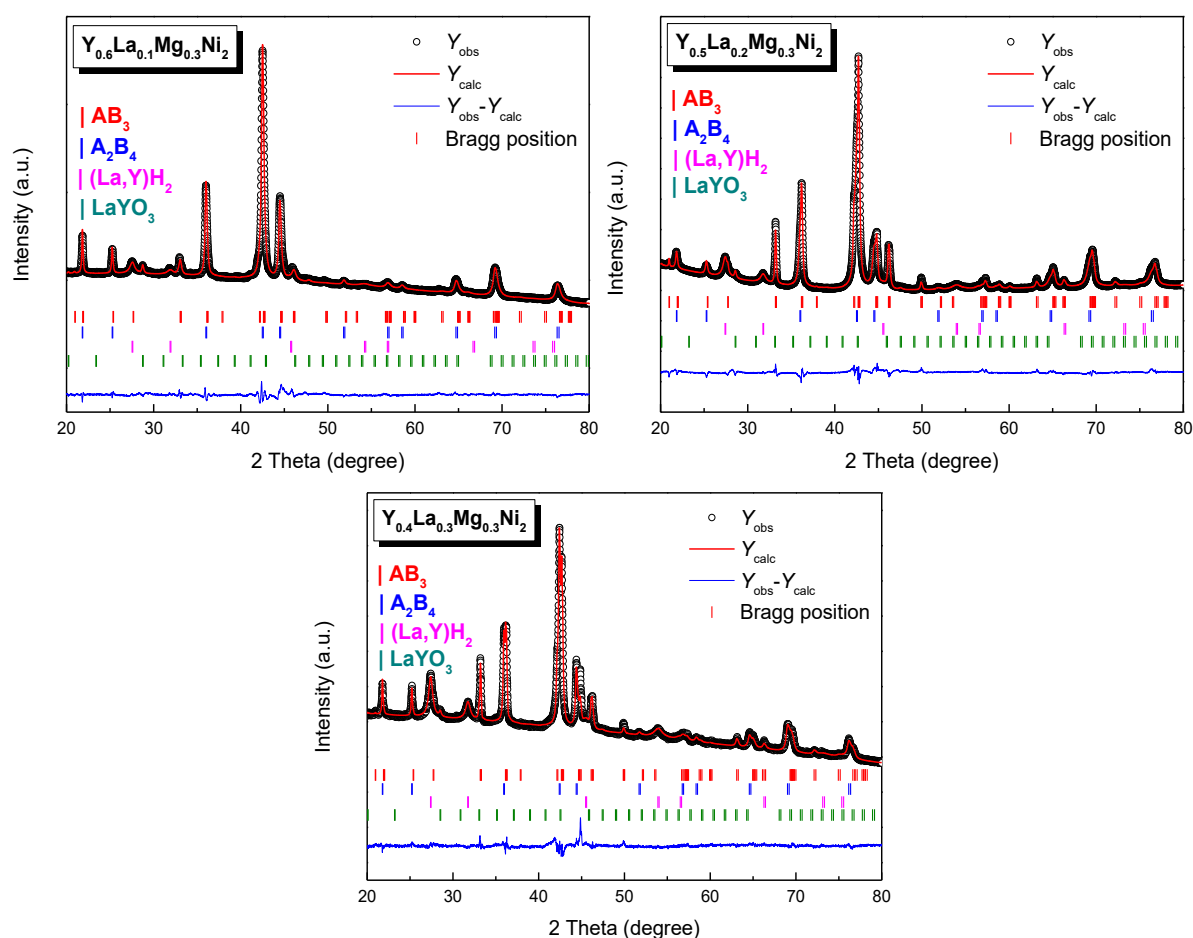 Y0.6La0.1Mg0.3Ni2
Yobs
Ycalc
Yobs-Ycalc
Bragg position
| AB3
| A2B4
| (La,Y)H2
| LaYO3
Intensity (a.u.)
20 30 40 50 60 70 80
2 Theta (degree)
Y0.5La0.2Mg0.3Ni2
Yobs
Ycalc
Yobs-Ycalc
Bragg position
| AB3
| A2B4
| (La,Y)H2
| LaYO3
Intensity (a.u.)
20 30 40 50 60 70 80
2 Theta (degree)
Y0.4La0.3Mg0.3Ni2
Yobs
Ycalc
Yobs-Ycalc
Bragg position
| AB3
| A2B4
| (La,Y)H2
| LaYO3
Intensity (a.u.)
20 30 40 50 60 70 80
2 Theta (degree)